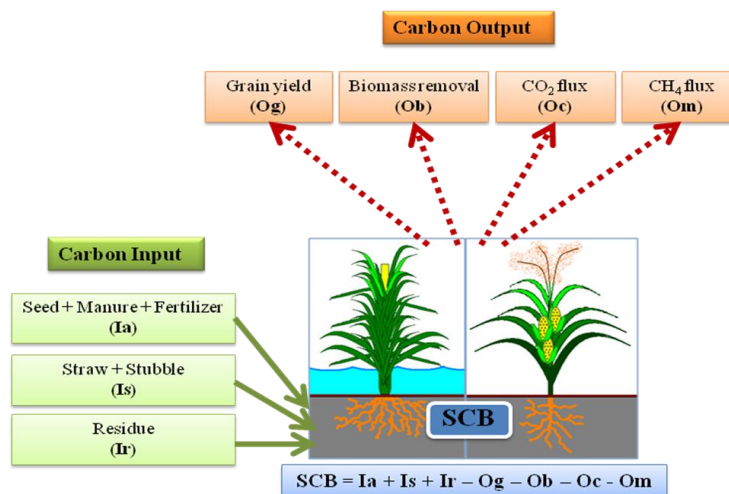 Carbon Output
Grain yield
(Og)
Biomass removal
(Ob)
CO₂ flux
(Oc)
CH₄ flux
(Om)
Carbon Input
Seed + Manure + Fertilizer
(Ia)
Straw + Stubble
(Is)
Residue
(Ir)
SCB
SCB = Ia + Is + Ir – Og – Ob – Oc - Om